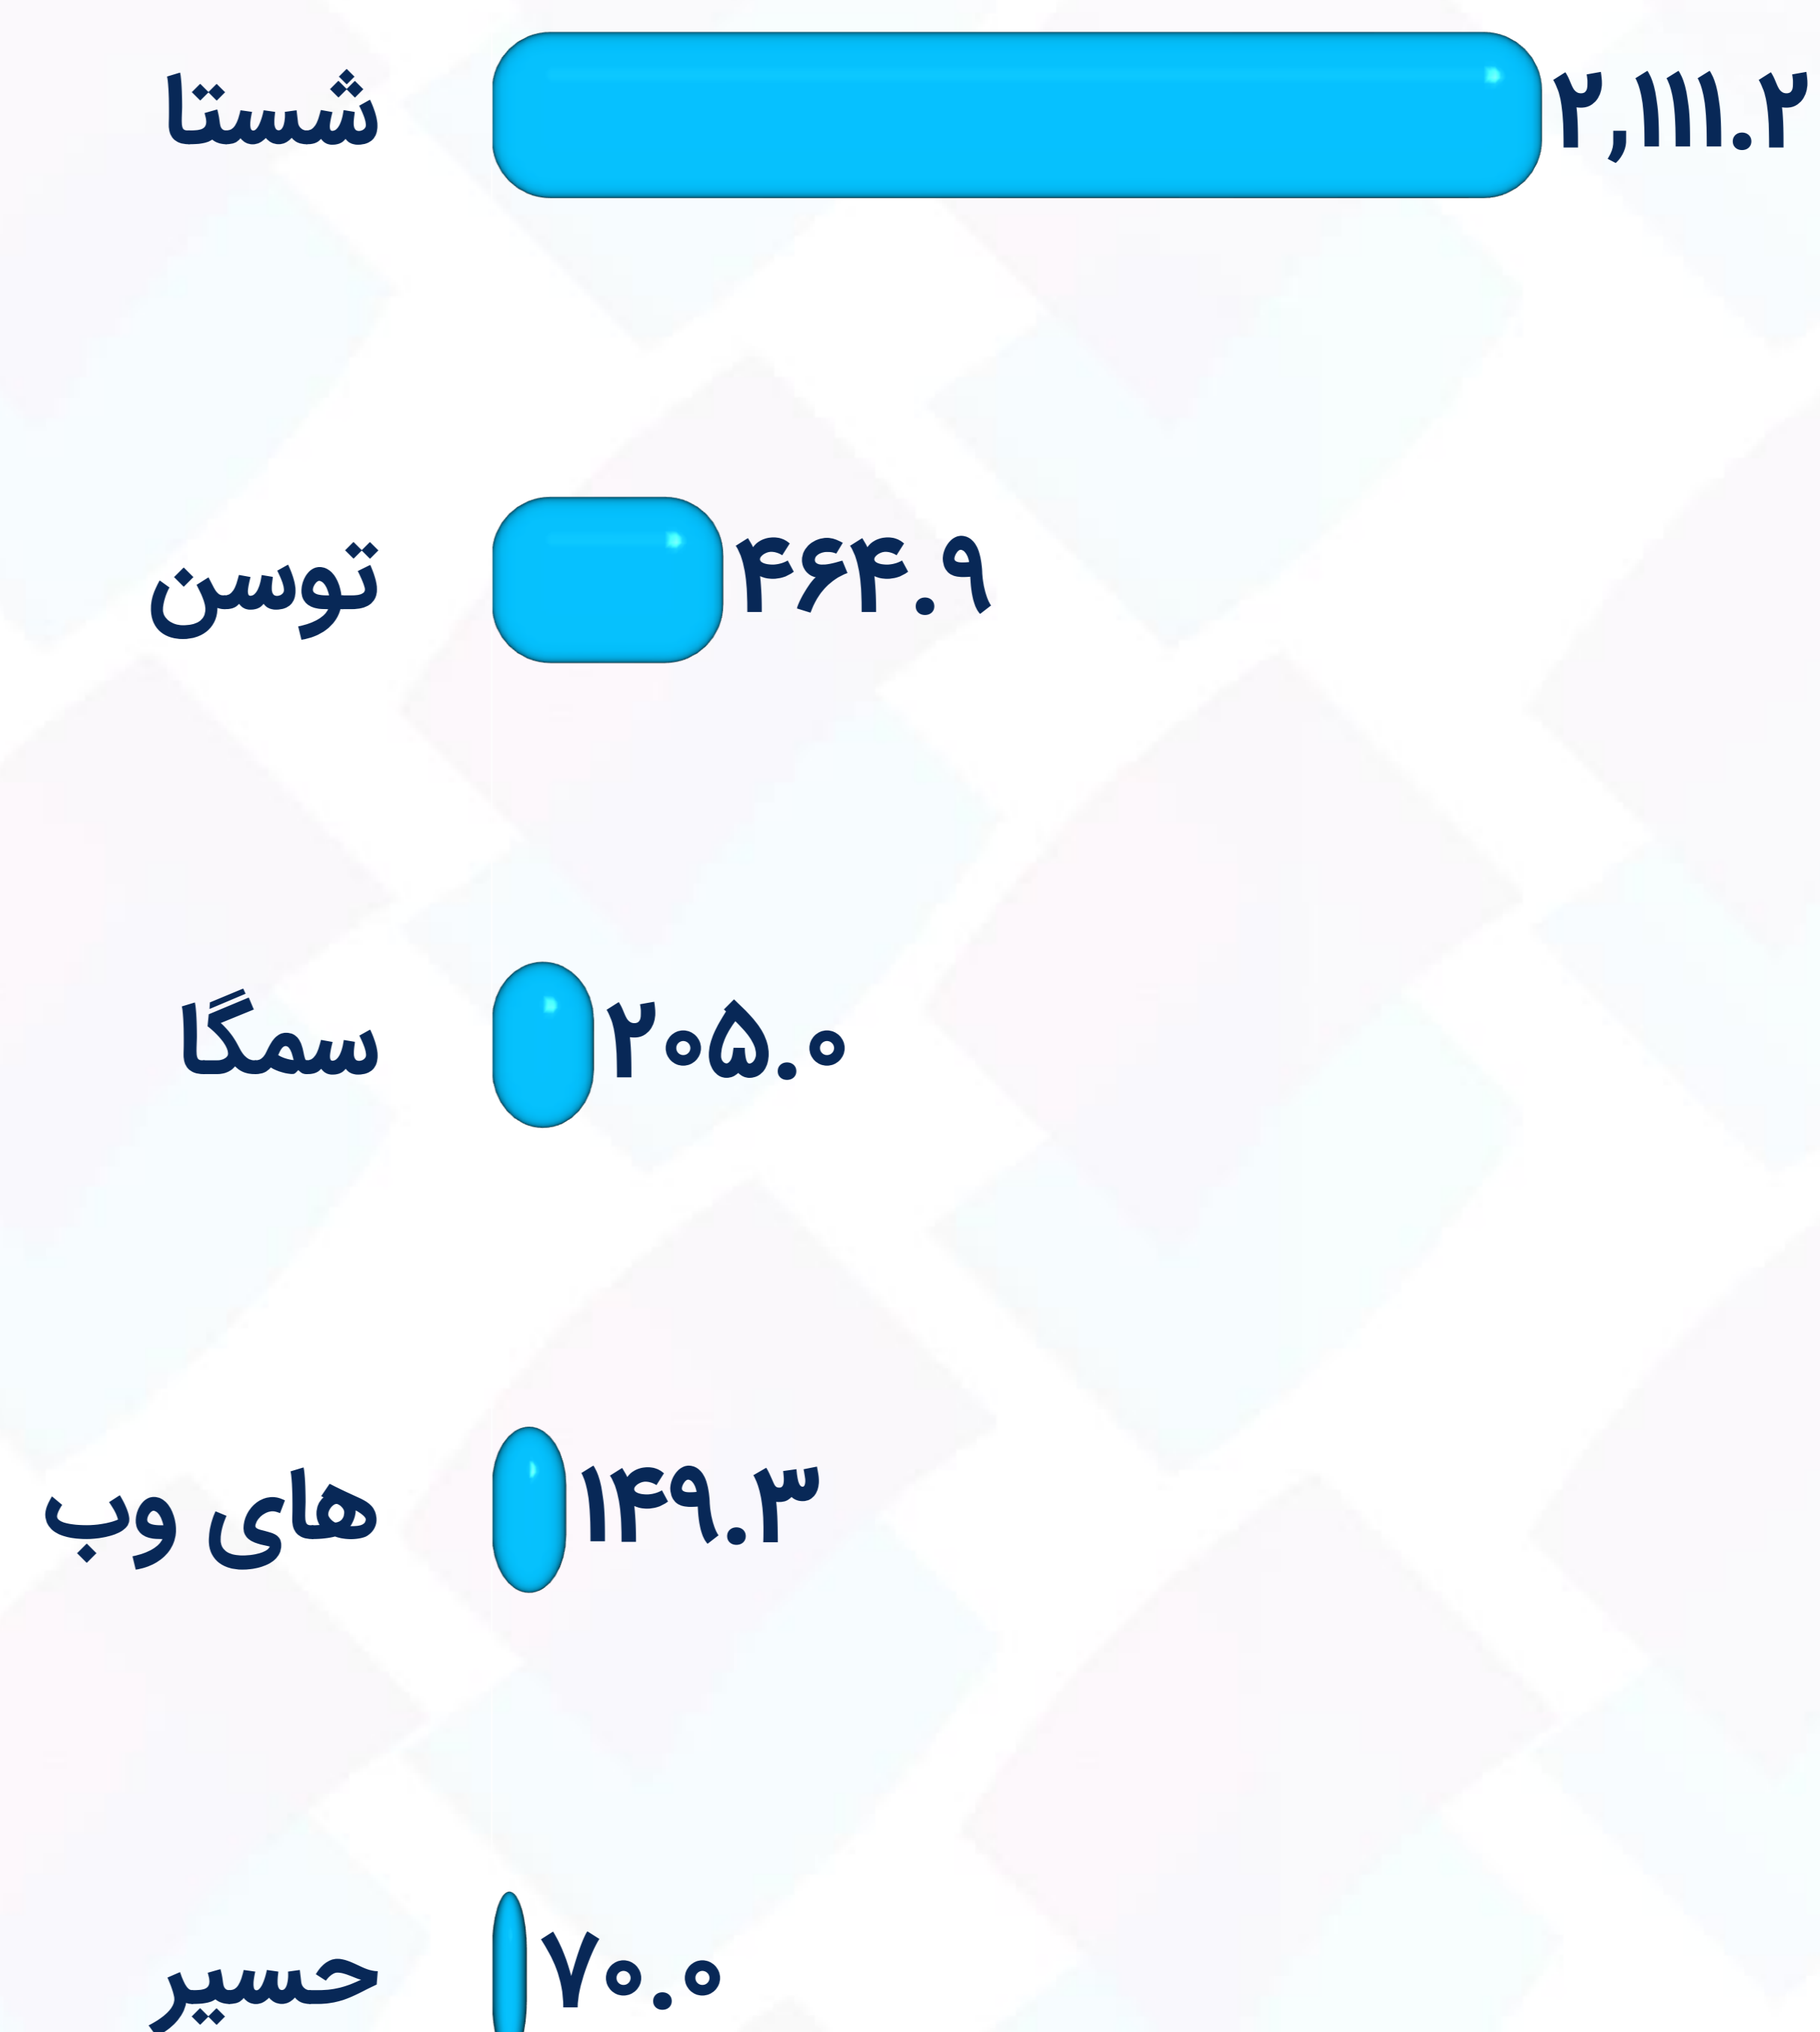 شستا ۲,۱۱۱.۲
توسن ۴۶۴.۹
سمگا ۲۰۵.۰
های وب ۱۴۹.۳
حسیر ۷۰.۰